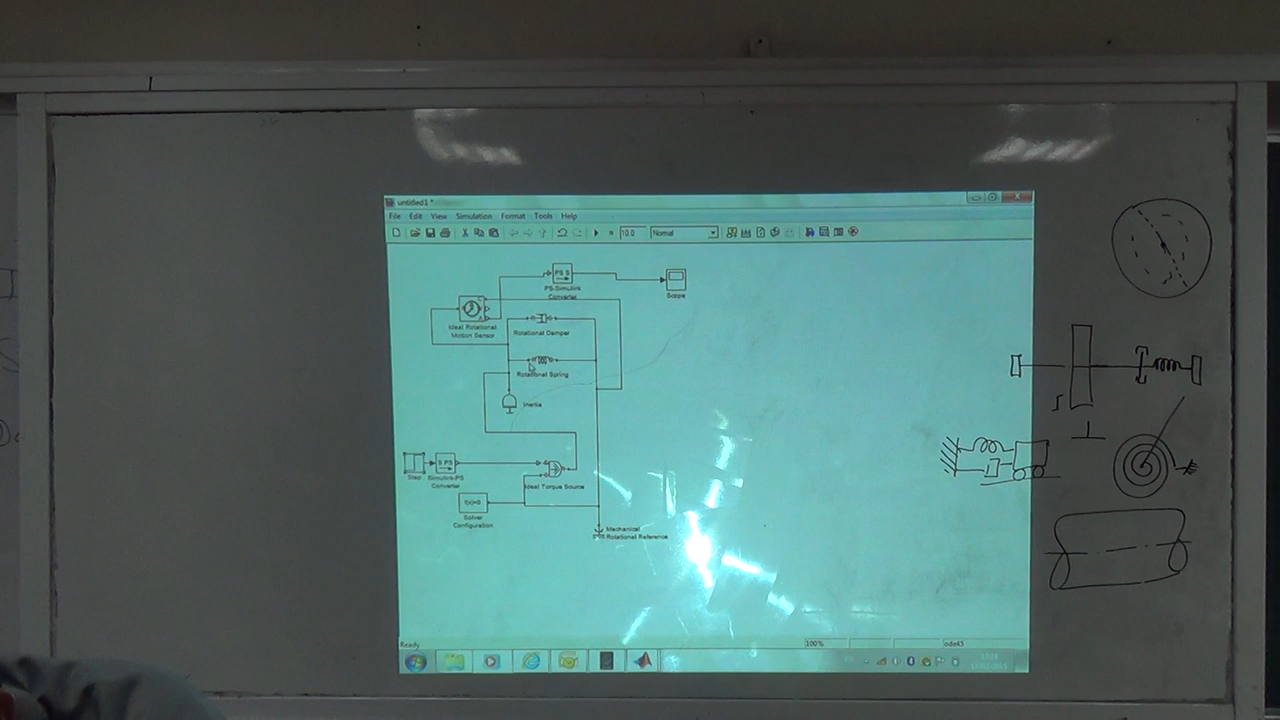 untitled1 *
File Edit View Simulation Format Tools Help
10.0 Normal
PS S
PS-Simulink
Converter
Scope
Ideal Rotational
Motion Sensor
Rotational Damper
Rotational Spring
Inertia
Step
S PS
Simulink-PS
Converter
Ideal Torque Source
f(x)=0
Solver
Configuration
Mechanical
Rotational Reference
J
Ready 100% ode45